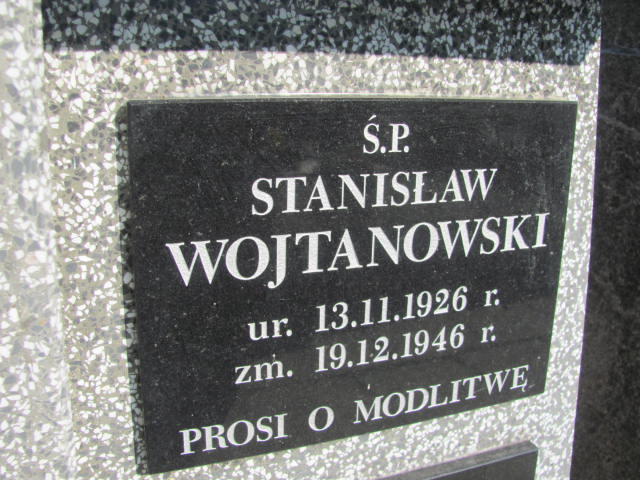 Ś.P.
STANISŁAW
WOJTANOWSKI
ur. 13.11.1926 r.
zm. 19.12.1946 r.
PROSI O MODLITWĘ